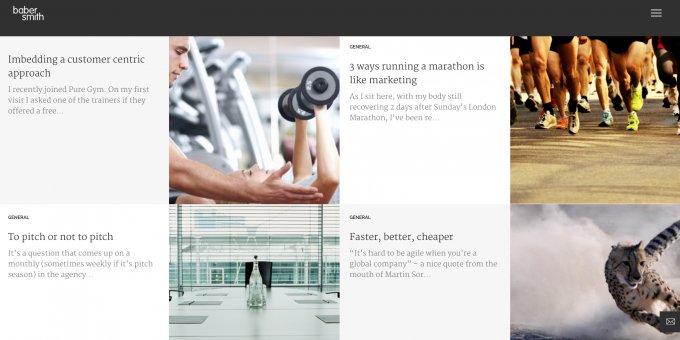 baber
smith
Imbedding a customer centric
approach
I recently joined Pure Gym. On my first
visit I asked one of the trainers if they
offered a free...
GENERAL
3 ways running a marathon is
like marketing
As I sit here, with my body still
recovering 2 days after Sunday's London
Marathon, I've been re...
GENERAL
To pitch or not to pitch
It's a question that comes up on a
monthly (sometimes weekly if it's pitch
season) in the agency...
GENERAL
Faster, better, cheaper
“It's hard to be agile when you're a
global company” – a nice quote from the
mouth of Martin Sor...